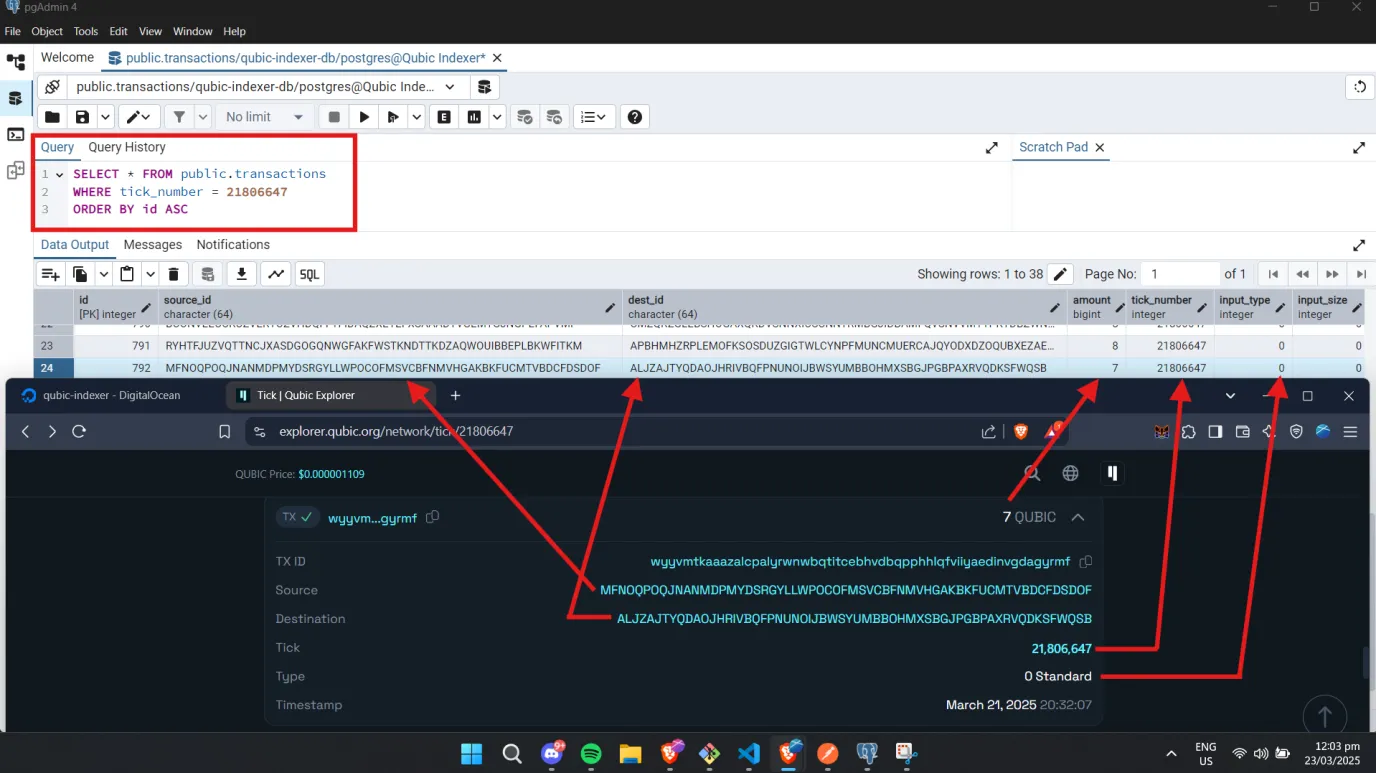 pgAdmin 4
File Object Tools Edit View Window Help
Welcome public.transactions/qubic-indexer-db/postgres@Qubic Indexer*
public.transactions/qubic-indexer-db/postgres@Qubic Inde...
No limit
Query Query History Scratch Pad
1 SELECT * FROM public.transactions
2 WHERE tick_number = 21806647
3 ORDER BY id ASC
Data Output Messages Notifications
SQL Showing rows: 1 to 38 Page No: 1 of 1
id source_id dest_id amount tick_number input_type input_size
[PK] integer character (64) character (64) bigint integer integer integer
23 791 RYHTFJUZVQTTNCJXASDGOGQNWGFAKFWSTKNDTTKDZAQWOUIBBEPLBKWFITKM APBHMHZRPLEMOFKSOSDUZGIGTWLCYNPFMUNCMUERCAJQYODXDZOQUBXEZAE... 8 21806647 0 0
24 792 MFNOQPOQJNANMDPMYDSRGYLLWPOCOFMSVCBFNMVHGAKBKFUCMTVBDCFDSDOF ALJZAJTYQDAOJHRIVBQFPNUNOIJBWSYUMBBOHMXSBGJPGBPAXRVQDKSFWQSB 7 21806647 0 0
qubic-indexer - DigitalOcean Tick | Qubic Explorer
explorer.qubic.org/network/tick/21806647
QUBIC Price: $0.000001109
TX wyyvm...gyrmf 7 QUBIC
TX ID wyyvmtkaaazalcpalyrwnwbqtitcebhvdbqpphhlqfviiyaedinvgdagyrmf
Source MFNOQPOQJNANMDPMYDSRGYLLWPOCOFMSVCBFNMVHGAKBKFUCMTVBDCFDSDOF
Destination ALJZAJTYQDAOJHRIVBQFPNUNOIJBWSYUMBBOHMXSBGJPGBPAXRVQDKSFWQSB
Tick 21,806,647
Type 0 Standard
Timestamp March 21, 2025 20:32:07
ENG 12:03 pm
US 23/03/2025